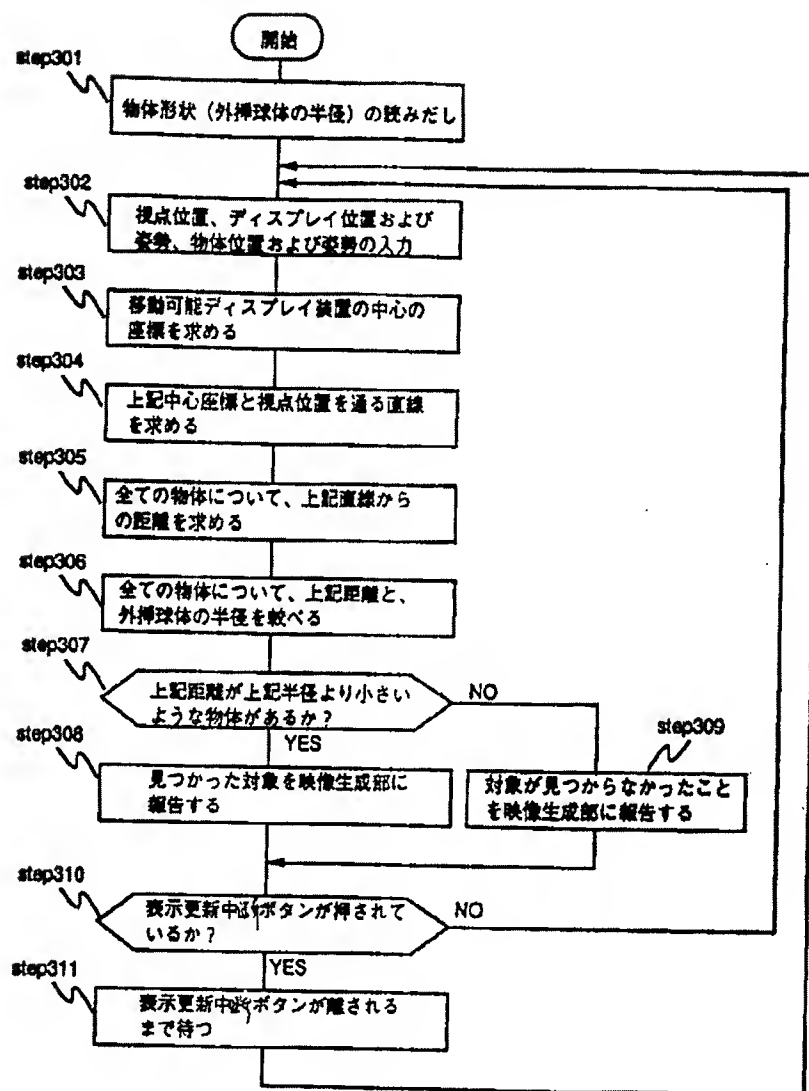 開始
step301
物体形状(外挿球体の半径)の読みだし
step302
視点位置、ディスプレイ位置および
姿勢、物体位置および姿勢の入力
step303
移動可能ディスプレイ装置の中心の
座標を求める
step304
上記中心座標と視点位置を通る直線
を求める
step305
全ての物体について、上記直線から
の距離を求める
step306
全ての物体について、上記距離と、
外挿球体の半径を較べる
step307
上記距離が上記半径より小さい
ような物体があるか?
NO
YES
step308
見つかった対象を映像生成部に
報告する
step309
対象が見つからなかったこと
を映像生成部に報告する
step310
表示更新中断ボタンが押されて
いるか?
NO
YES
step311
表示更新中断ボタンが離される
まで待つ